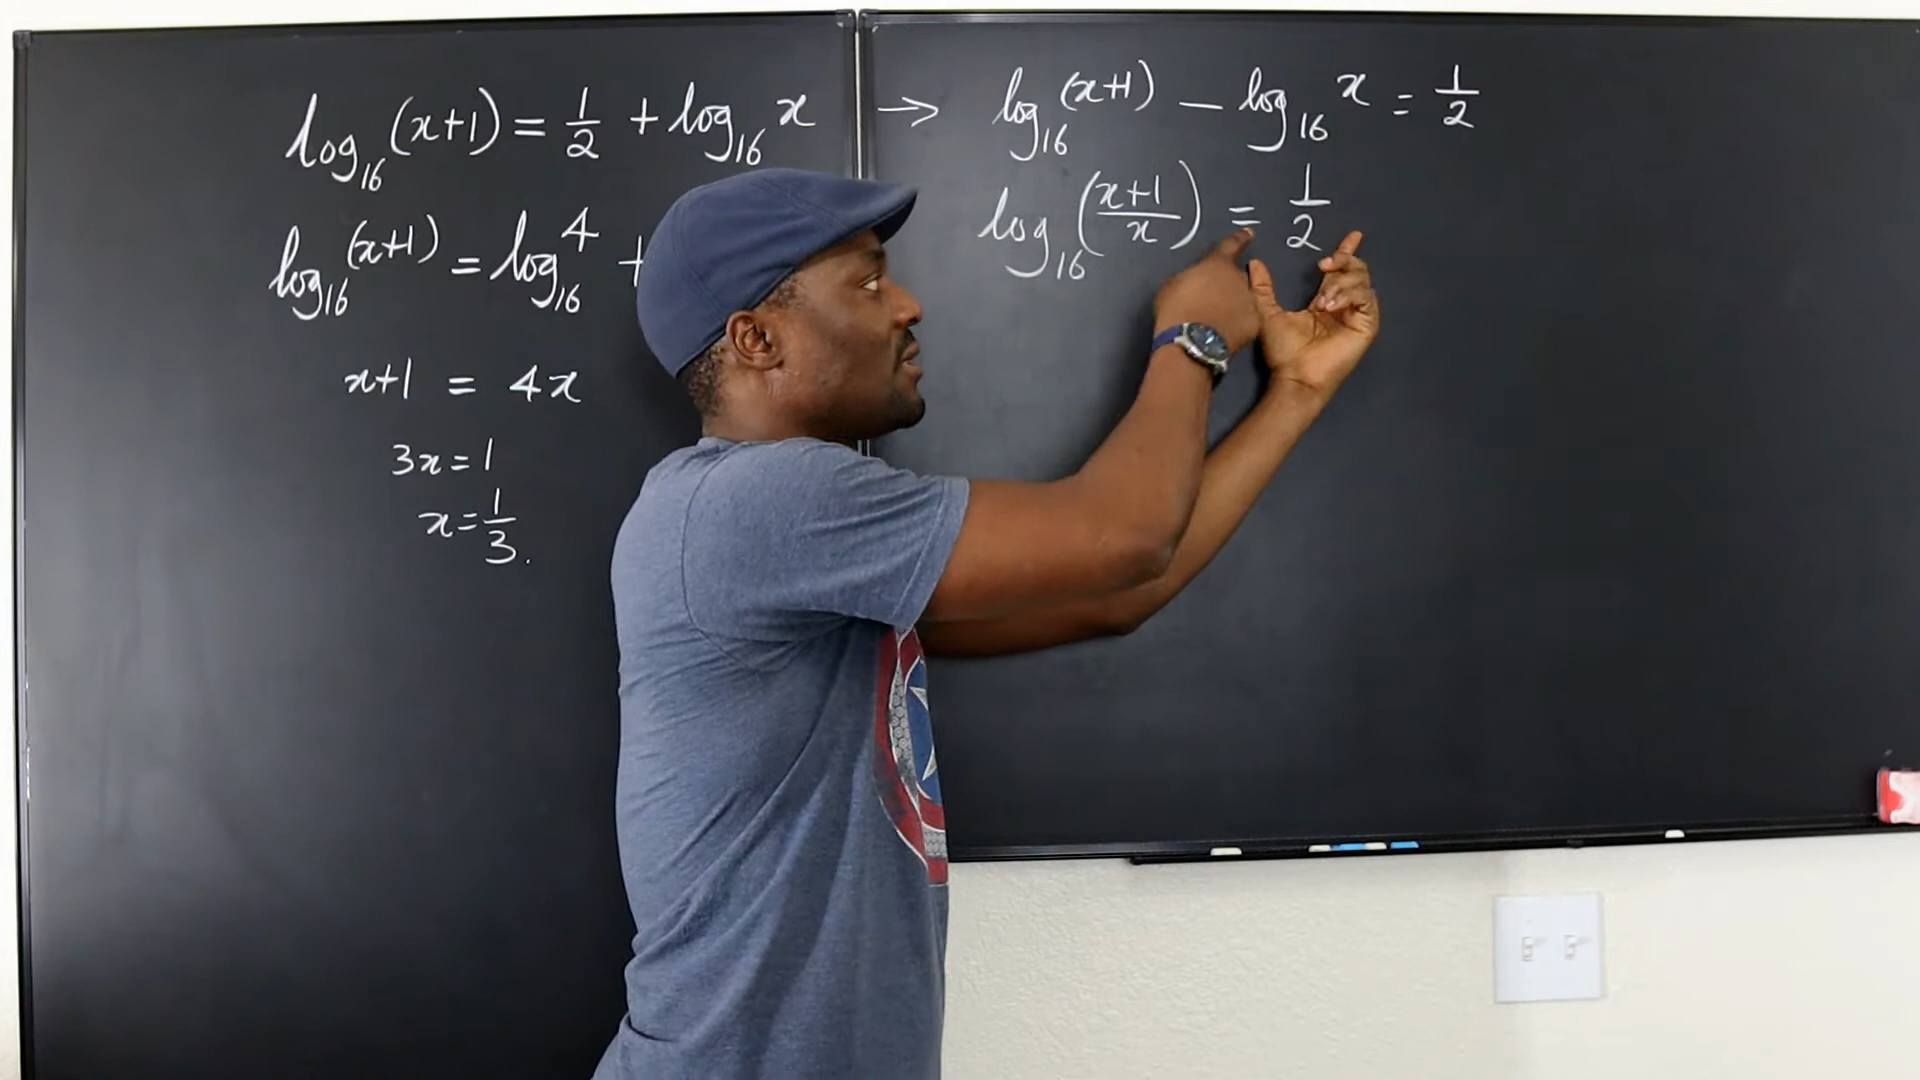 log₁₆(x+1) = 1/2 + log₁₆ x
log₁₆(x+1) = log₁₆ 4 +
x+1 = 4x
3x = 1
x = 1/3.
→ log₁₆(x+1) − log₁₆ x = 1/2
log₁₆((x+1)/x) = 1/2